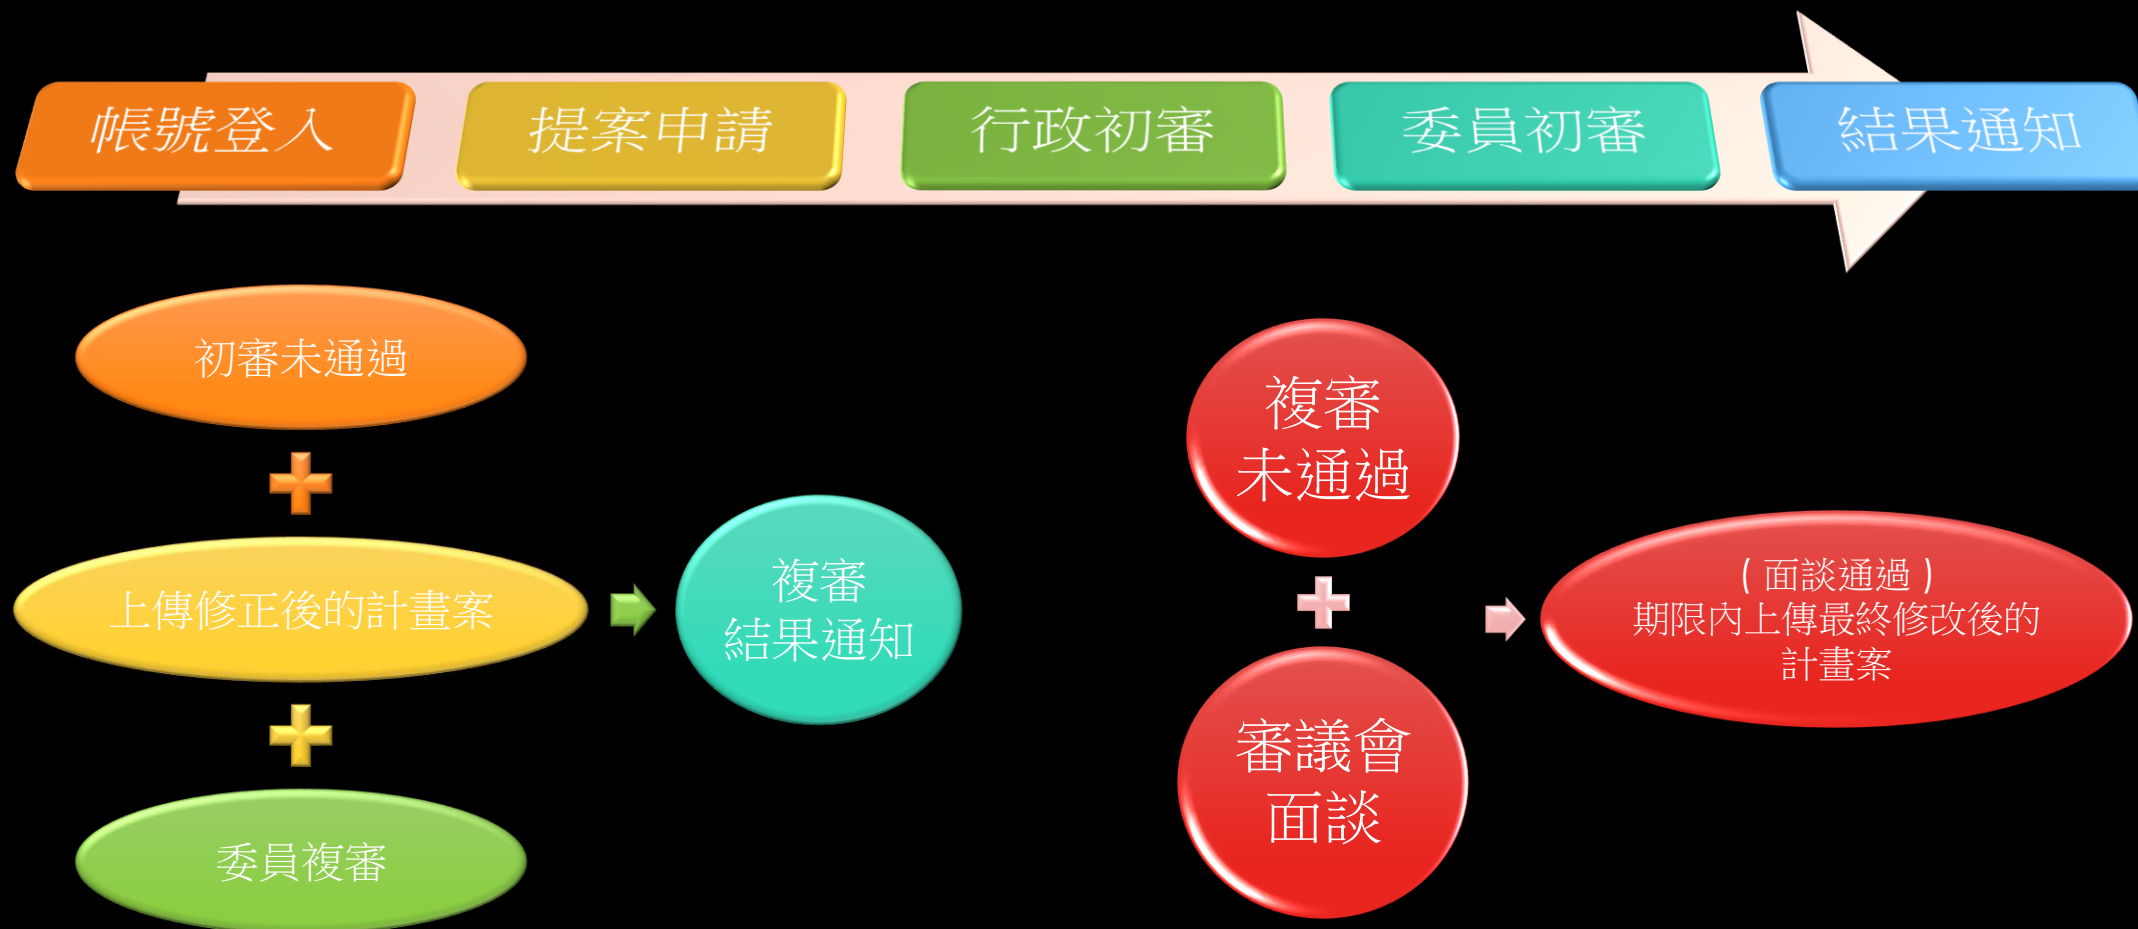 帳號登入
提案申請
行政初審
委員初審
結果通知
初審未通過
上傳修正後的計畫案
委員複審
複審
結果通知
複審
未通過
審議會
面談
(面談通過)
期限內上傳最終修改後的
計畫案